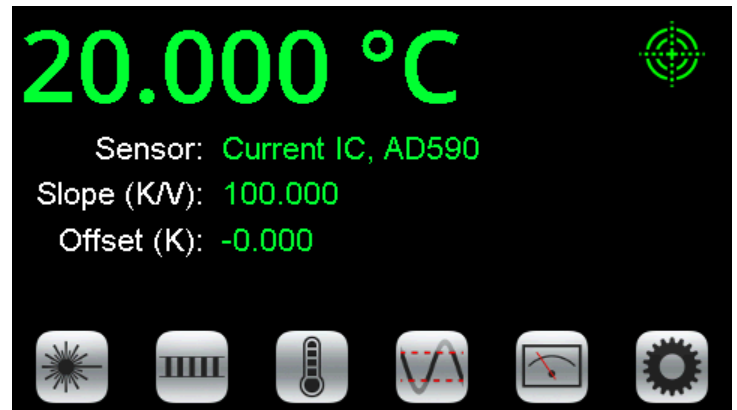 20.000 °C
Sensor: Current IC, AD590
Slope (K/V): 100.000
Offset (K): -0.000